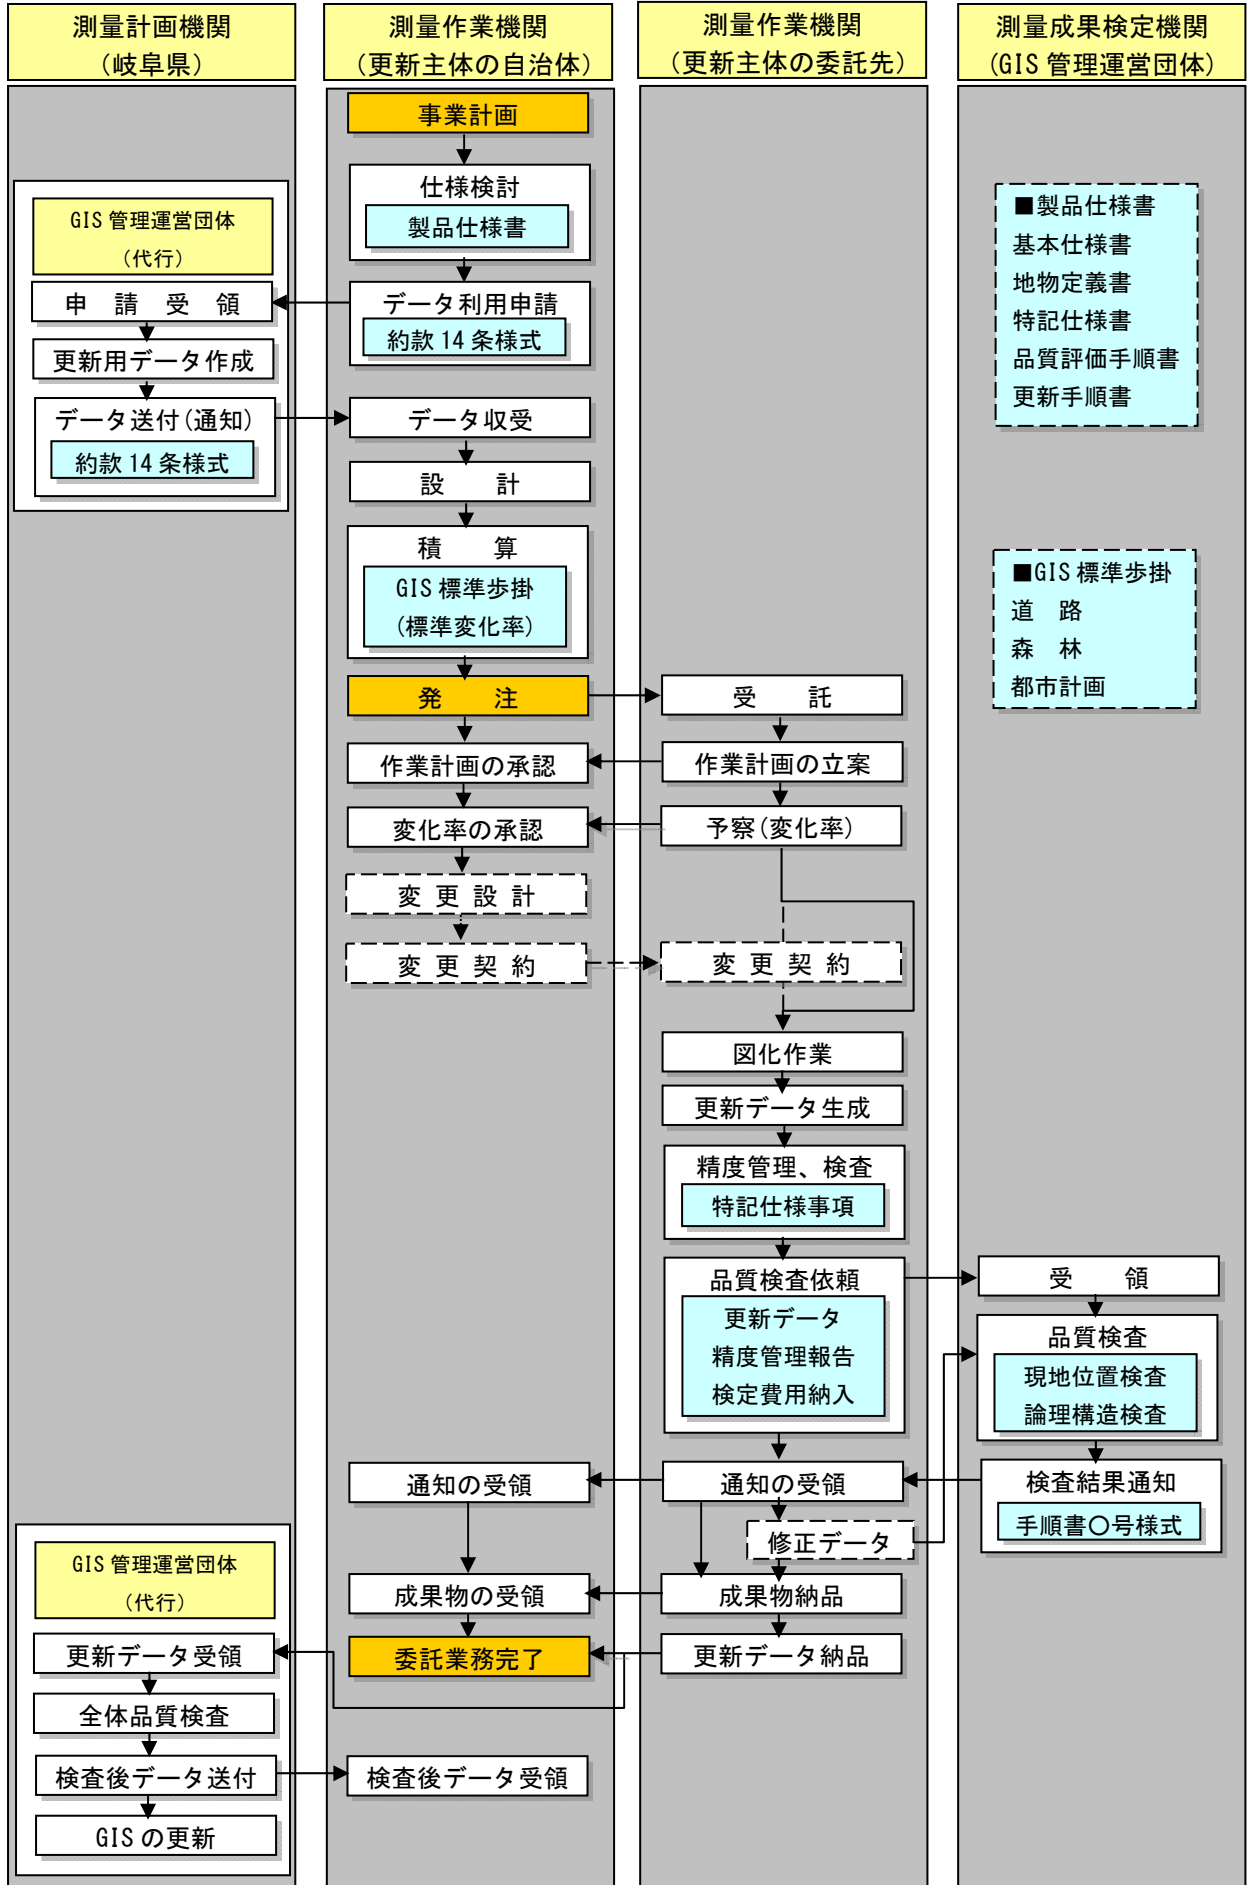 測量計画機関
（岐阜県）
測量作業機関
（更新主体の自治体）
測量作業機関
（更新主体の委託先）
測量成果検定機関
（GIS 管理運営団体）
事業計画
仕様検討
製品仕様書
GIS 管理運営団体
（代行）
申　請　受　領
データ利用申請
約款 14 条様式
更新用データ作成
データ送付（通知）
約款 14 条様式
データ収受
設　　計
積　　算
GIS 標準歩掛
（標準変化率）
■製品仕様書
基本仕様書
地物定義書
特記仕様書
品質評価手順書
更新手順書
■GIS 標準歩掛
道　路
森　林
都市計画
発　　注
受　　託
作業計画の承認
作業計画の立案
変化率の承認
予察（変化率）
変 更 設 計
変 更 契 約
変 更 契 約
図化作業
更新データ生成
精度管理、検査
特記仕様事項
品質検査依頼
更新データ
精度管理報告
検定費用納入
受　　領
品質検査
現地位置検査
論理構造検査
通知の受領
通知の受領
検査結果通知
手順書〇号様式
修正データ
成果物の受領
成果物納品
委託業務完了
更新データ納品
GIS 管理運営団体
（代行）
更新データ受領
全体品質検査
検査後データ送付
検査後データ受領
GIS の更新